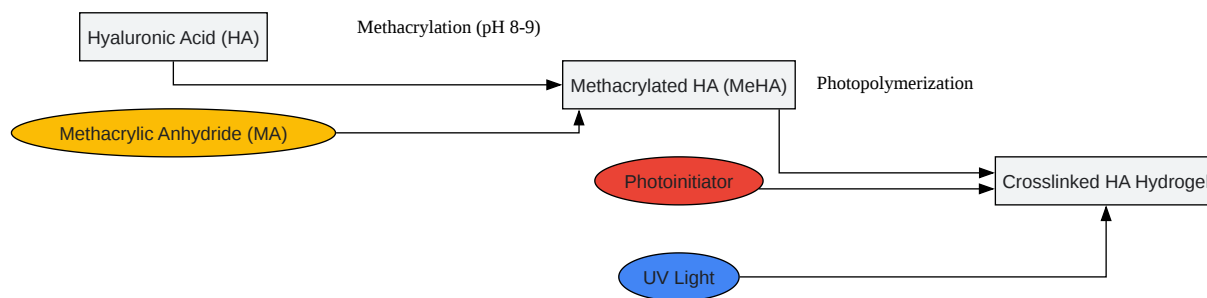 Hyaluronic Acid (HA)
Methacrylation (pH 8-9)
Methacrylated HA (MeHA)
Photopolymerization
Methacrylic Anhydride (MA)
Photoinitiator
Crosslinked HA Hydrogel
UV Light